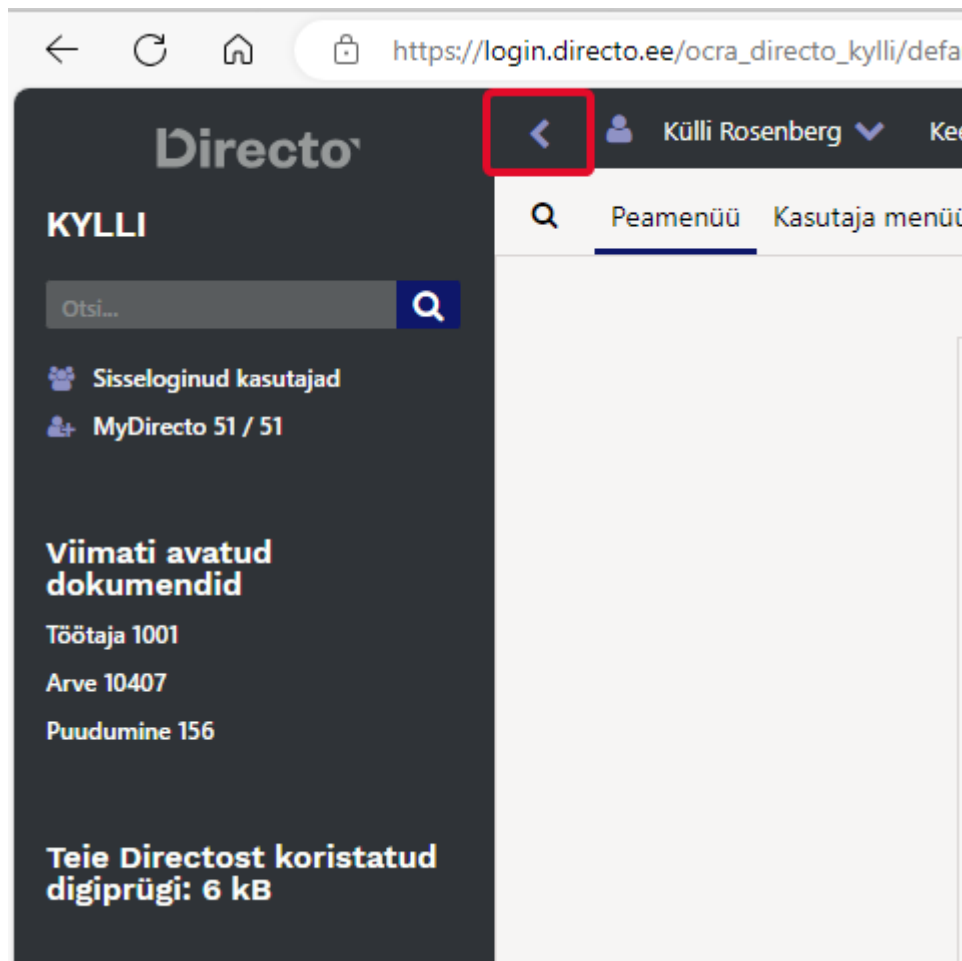 https://login.directo.ee/ocra_directo_kylli/defa
Directo
Külli Rosenberg
KYLLI
Peamenüü Kasutaja menüü
Otsi...
Sisseloginud kasutajad
MyDirecto 51 / 51
Viimati avatud
dokumendid
Töötaja 1001
Arve 10407
Puudumine 156
Teie Directost koristatud
digiprügi: 6 kB